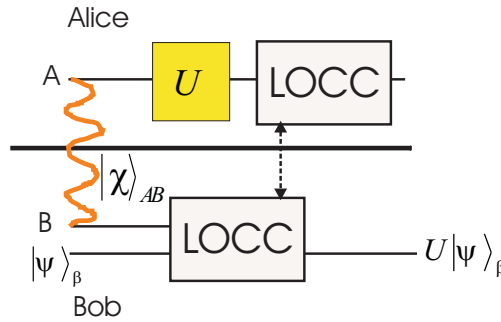 Alice
A U LOCC
|χ⟩AB
B
LOCC
|ψ⟩β U|ψ⟩β
Bob